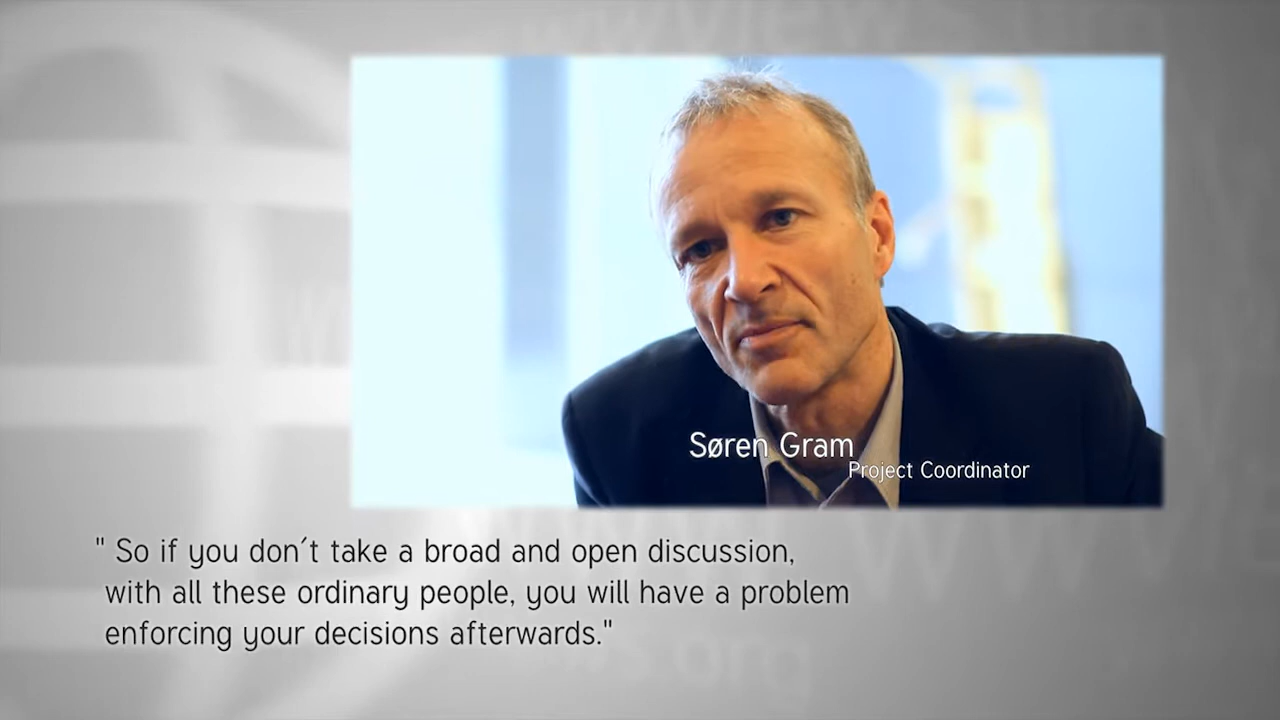 Søren Gram
Project Coordinator
" So if you don´t take a broad and open discussion,
with all these ordinary people, you will have a problem
enforcing your decisions afterwards."